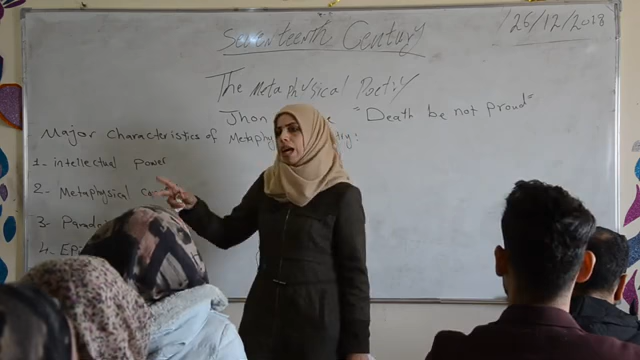 Seventeenth Century
26/12/2018
The Metaphysical Poetry
Jhon "Death be not proud"
Major characteristics of Metaphy
1- intellectual power
2- Metaphysical
3-
4-